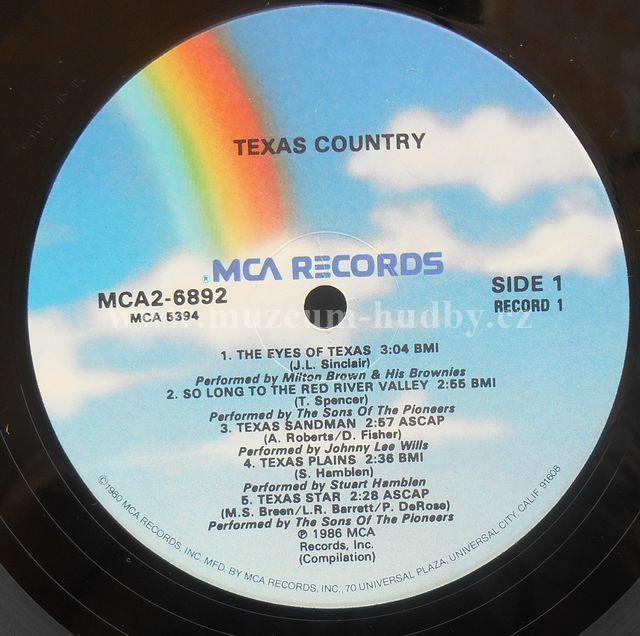 TEXAS COUNTRY
®MCA RECORDS
MCA2-6892
MCA 5394
SIDE 1
RECORD 1
www.muzeum-hudby.cz
1. THE EYES OF TEXAS 3:04 BMI
(J.L. Sinclair)
Performed by Milton Brown & His Brownies
2. SO LONG TO THE RED RIVER VALLEY 2:55 BMI
(T. Spencer)
Performed by The Sons Of The Pioneers
3. TEXAS SANDMAN 2:57 ASCAP
(A. Roberts/D. Fisher)
Performed by Johnny Lee Wills
4. TEXAS PLAINS 2:36 BMI
(S. Hamblen)
Performed by Stuart Hamblen
5. TEXAS STAR 2:28 ASCAP
(M.S. Breen/L.R. Barrett/P. DeRose)
Performed by The Sons Of The Pioneers
℗ 1986 MCA
Records, Inc.
(Compilation)
©1980 MCA RECORDS, INC. MFD. BY MCA RECORDS, INC., 70 UNIVERSAL PLAZA, UNIVERSAL CITY, CALIF. 91608